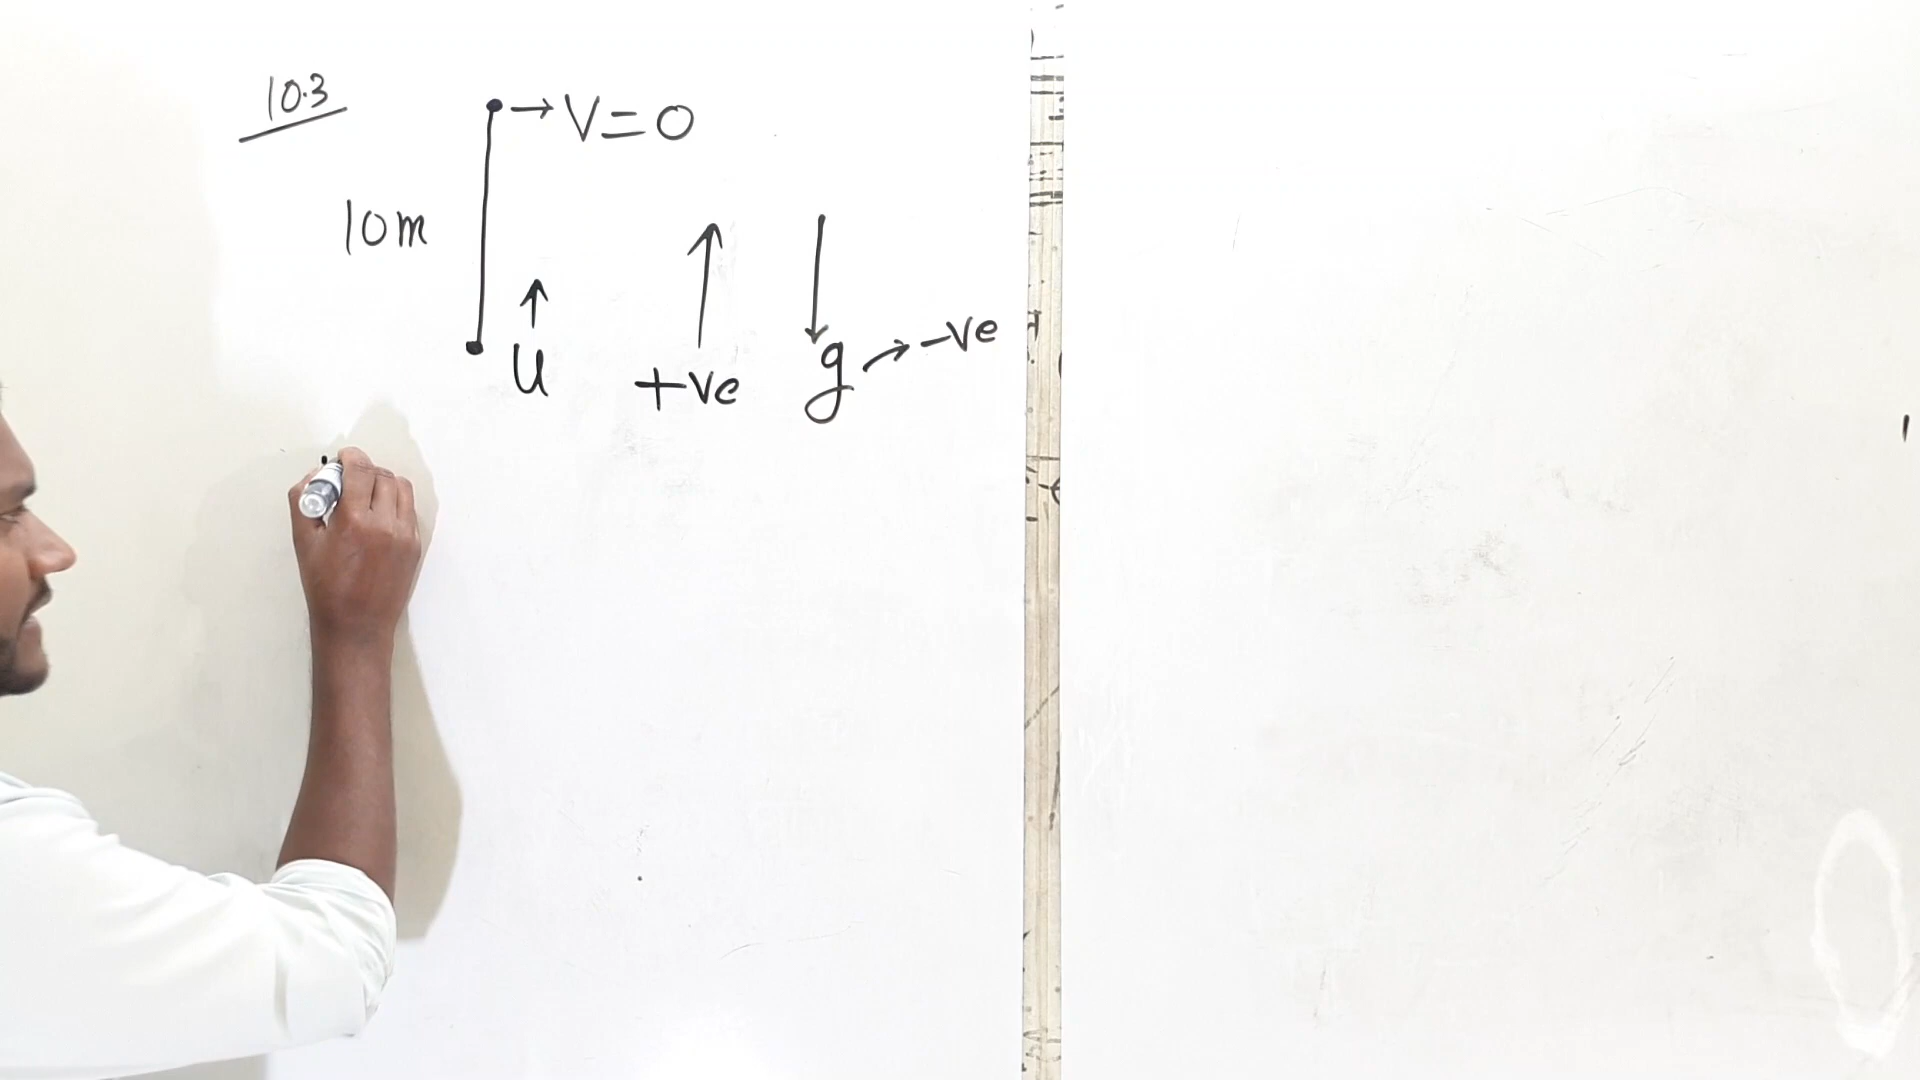 10.3
→ V=0
10m
u
+ve
g → -ve